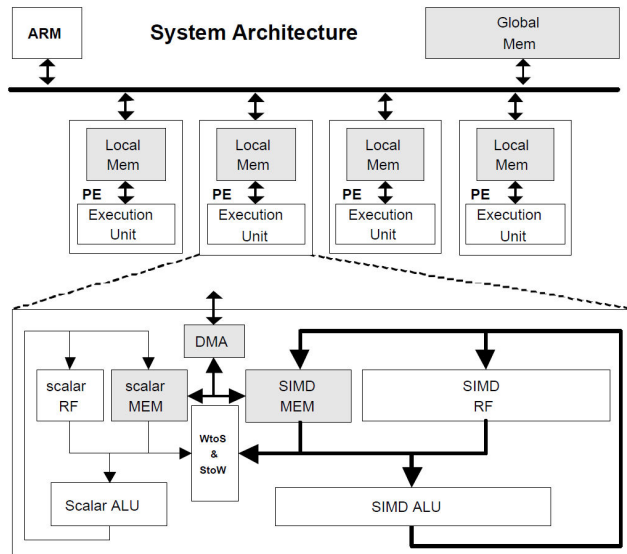 ARM
System Architecture
Global
Mem
Local
Mem
PE
Execution
Unit
Local
Mem
PE
Execution
Unit
Local
Mem
PE
Execution
Unit
Local
Mem
PE
Execution
Unit
DMA
scalar
RF
scalar
MEM
SIMD
MEM
SIMD
RF
WtoS
&
StoW
Scalar ALU
SIMD ALU